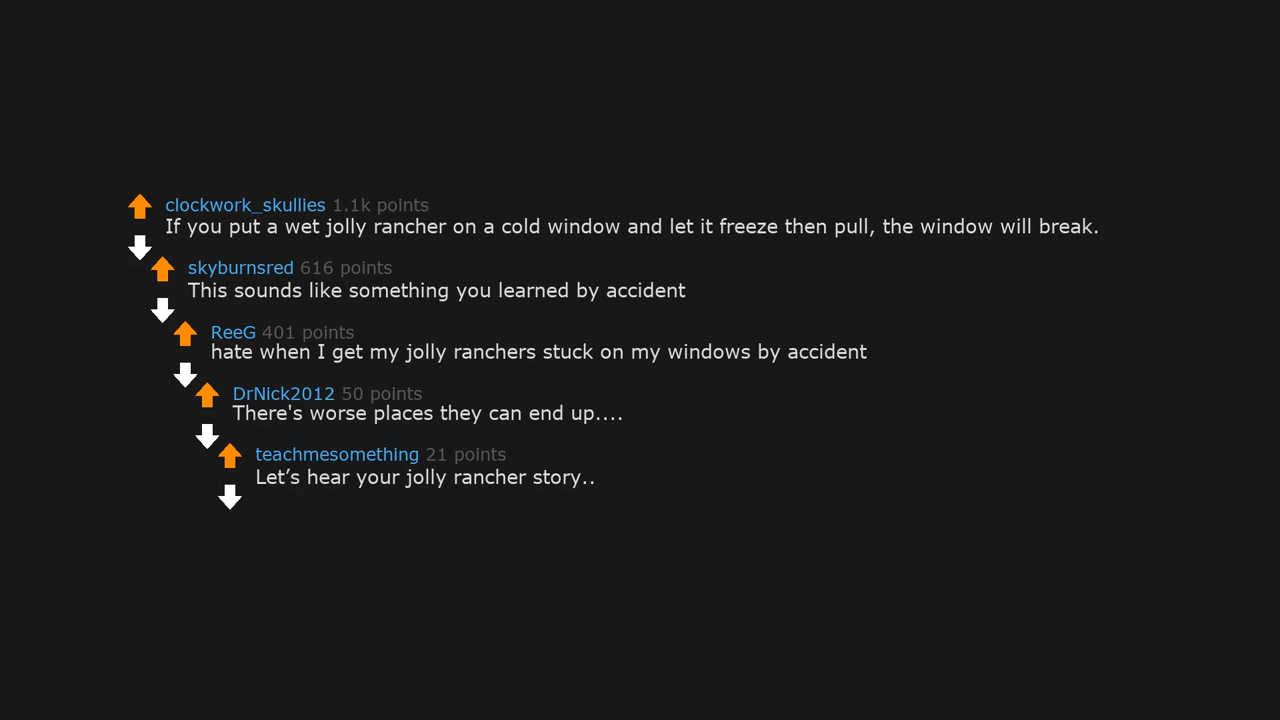 clockwork_skullies 1.1k points
If you put a wet jolly rancher on a cold window and let it freeze then pull, the window will break.
skyburnsred 616 points
This sounds like something you learned by accident
ReeG 401 points
hate when I get my jolly ranchers stuck on my windows by accident
DrNick2012 50 points
There's worse places they can end up....
teachmesomething 21 points
Let’s hear your jolly rancher story..